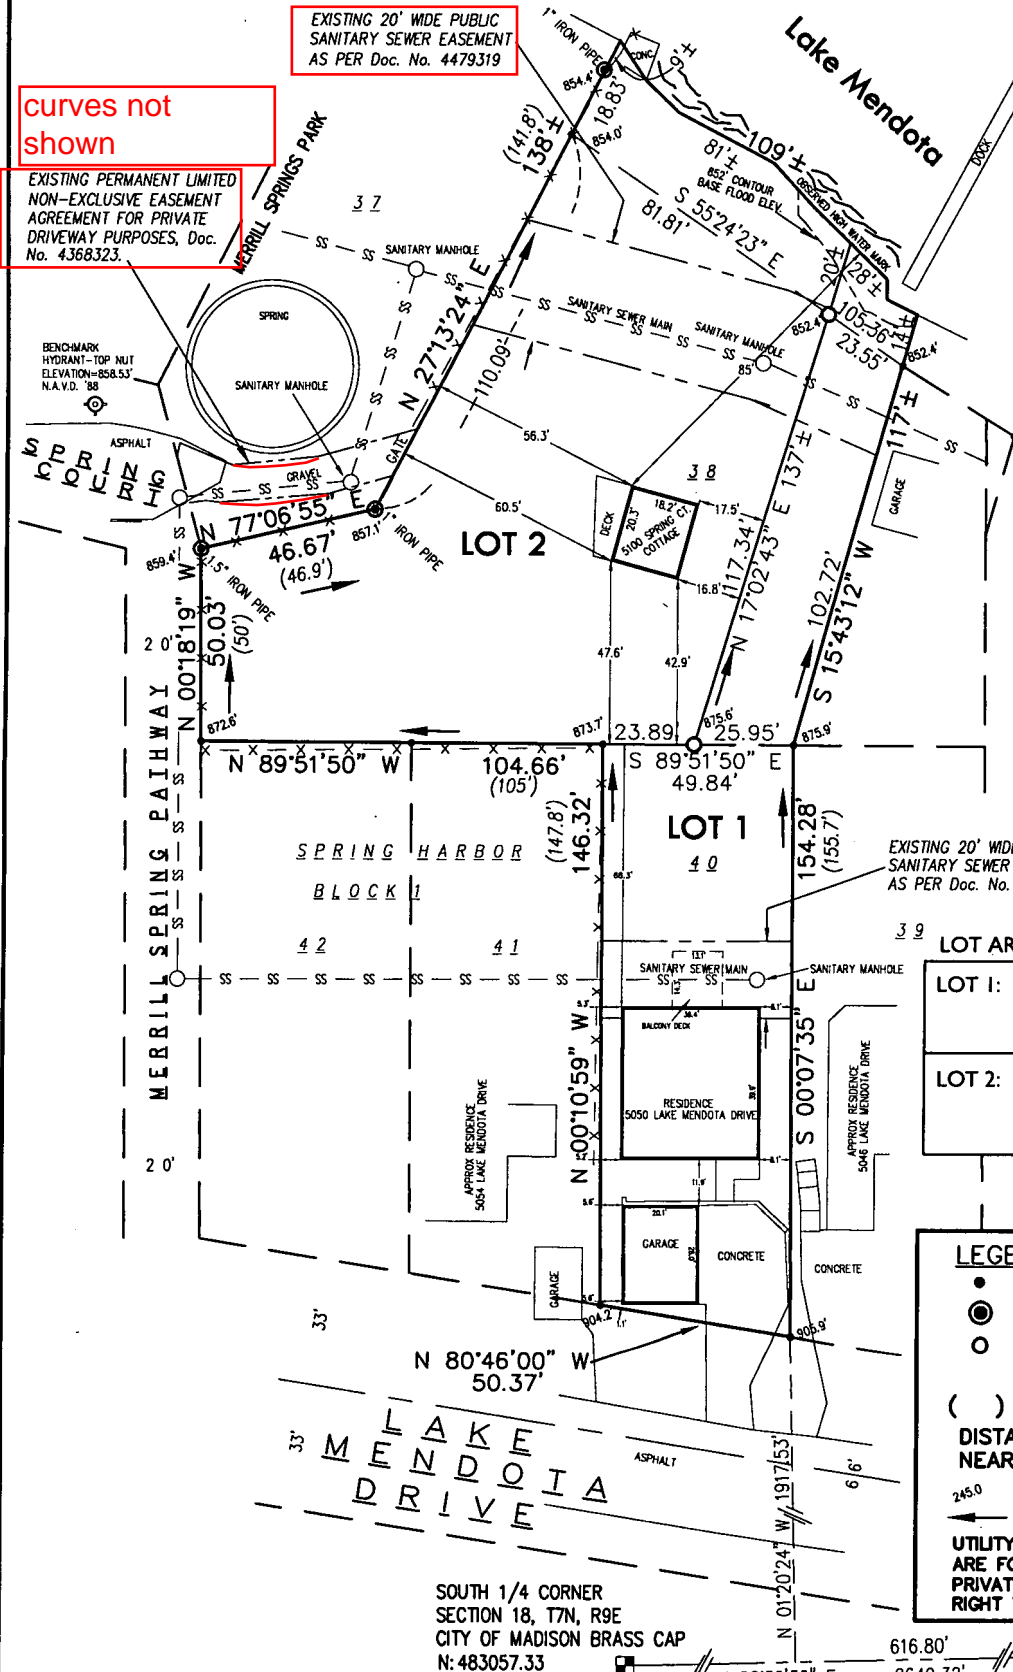 EXISTING 20' WIDE PUBLIC
SANITARY SEWER EASEMENT
AS PER Doc. No. 4479319
1" IRON PIPE
CONC.
9'±
Lake Mendota
DOCK
curves not
shown
EXISTING PERMANENT LIMITED
NON-EXCLUSIVE EASEMENT
AGREEMENT FOR PRIVATE
DRIVEWAY PURPOSES, Doc.
No. 4368323.
MERRILL SPRINGS PARK
854.4'
18.83'
854.0'
(141.8')
138'±
109'±
81'±
852' CONTOUR
BASE FLOOD ELEV.
OBSERVED HIGH WATER MARK
S 55°24'23" E
81.81'
37
SANITARY MANHOLE
SPRING
SANITARY MANHOLE
BENCHMARK
HYDRANT-TOP NUT
ELEVATION=858.53'
N.A.V.D. '88
ASPHALT
SPRING
COURT
GRAVEL
GATE
N 27°13'24" E
110.09'
SANITARY SEWER MAIN
SANITARY MANHOLE
20'±
28'±
852.4'
105.36'
23.55'
14'±
852.4'
117'±
85'
56.3'
60.5'
38
DECK
20.3'
18.2'
5100 SPRING CT.
COTTAGE
17.5'
16.8'
GARAGE
N 77°06'55" E
46.67'
(46.9')
857.1'
1" IRON PIPE
859.4'
1.5" IRON PIPE
LOT 2
117.34'
N 17°02'43" E 137'±
102.72'
S 15°43'12" W
N 00°18'19" W
50.03'
(50')
20'
47.6'
42.9'
872.6'
873.7'
23.89'
875.6'
25.95'
875.9'
N 89°51'50" W
104.66'
(105')
S 89°51'50" E
49.84'
MERRILL SPRING PATHWAY
SPRING HARBOR
BLOCK 1
42
41
(147.8')
146.32'
LOT 1
40
154.28'
(155.7')
EXISTING 20' WIDE
SANITARY SEWER
AS PER Doc. No.
39
LOT AR
LOT 1:
LOT 2:
66.3'
SANITARY SEWER MAIN
SANITARY MANHOLE
BALCONY DECK
RESIDENCE
5050 LAKE MENDOTA DRIVE
N 00°10'59" W
S 00°07'35" E
APPROX RESIDENCE
5054 LAKE MENDOTA DRIVE
APPROX RESIDENCE
5046 LAKE MENDOTA DRIVE
20'
11.9'
20.1'
GARAGE
CONCRETE
CONCRETE
GARAGE
904.2'
905.9'
33'
N 80°46'00" W
50.37'
LEGE
( )
DISTA
NEAR
245.0
UTILITY
ARE FO
PRIVAT
RIGHT
LAKE
MENDOTA
DRIVE
33'
ASPHALT
66'
N 01°20'24" W 1917.53'
SOUTH 1/4 CORNER
SECTION 18, T7N, R9E
CITY OF MADISON BRASS CAP
N: 483057.33
616.80'